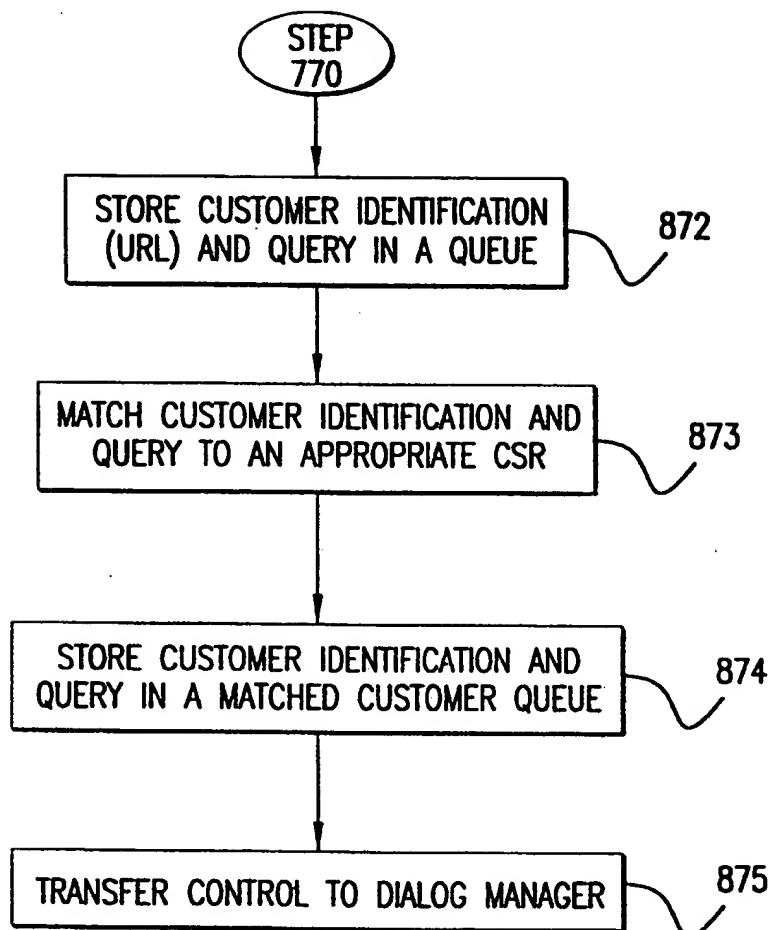 STEP
770
STORE CUSTOMER IDENTIFICATION
(URL) AND QUERY IN A QUEUE
872
MATCH CUSTOMER IDENTIFICATION AND
QUERY TO AN APPROPRIATE CSR
873
STORE CUSTOMER IDENTIFICATION AND
QUERY IN A MATCHED CUSTOMER QUEUE
874
TRANSFER CONTROL TO DIALOG MANAGER
875